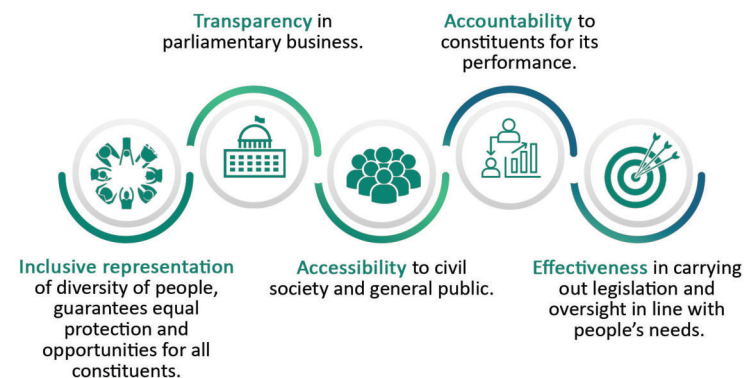 Transparency in
parliamentary business.
Accountability to
constituents for its
performance.
Inclusive representation
of diversity of people,
guarantees equal
protection and
opportunities for all
constituents.
Accessibility to civil
society and general public.
Effectiveness in carrying
out legislation and
oversight in line with
people's needs.